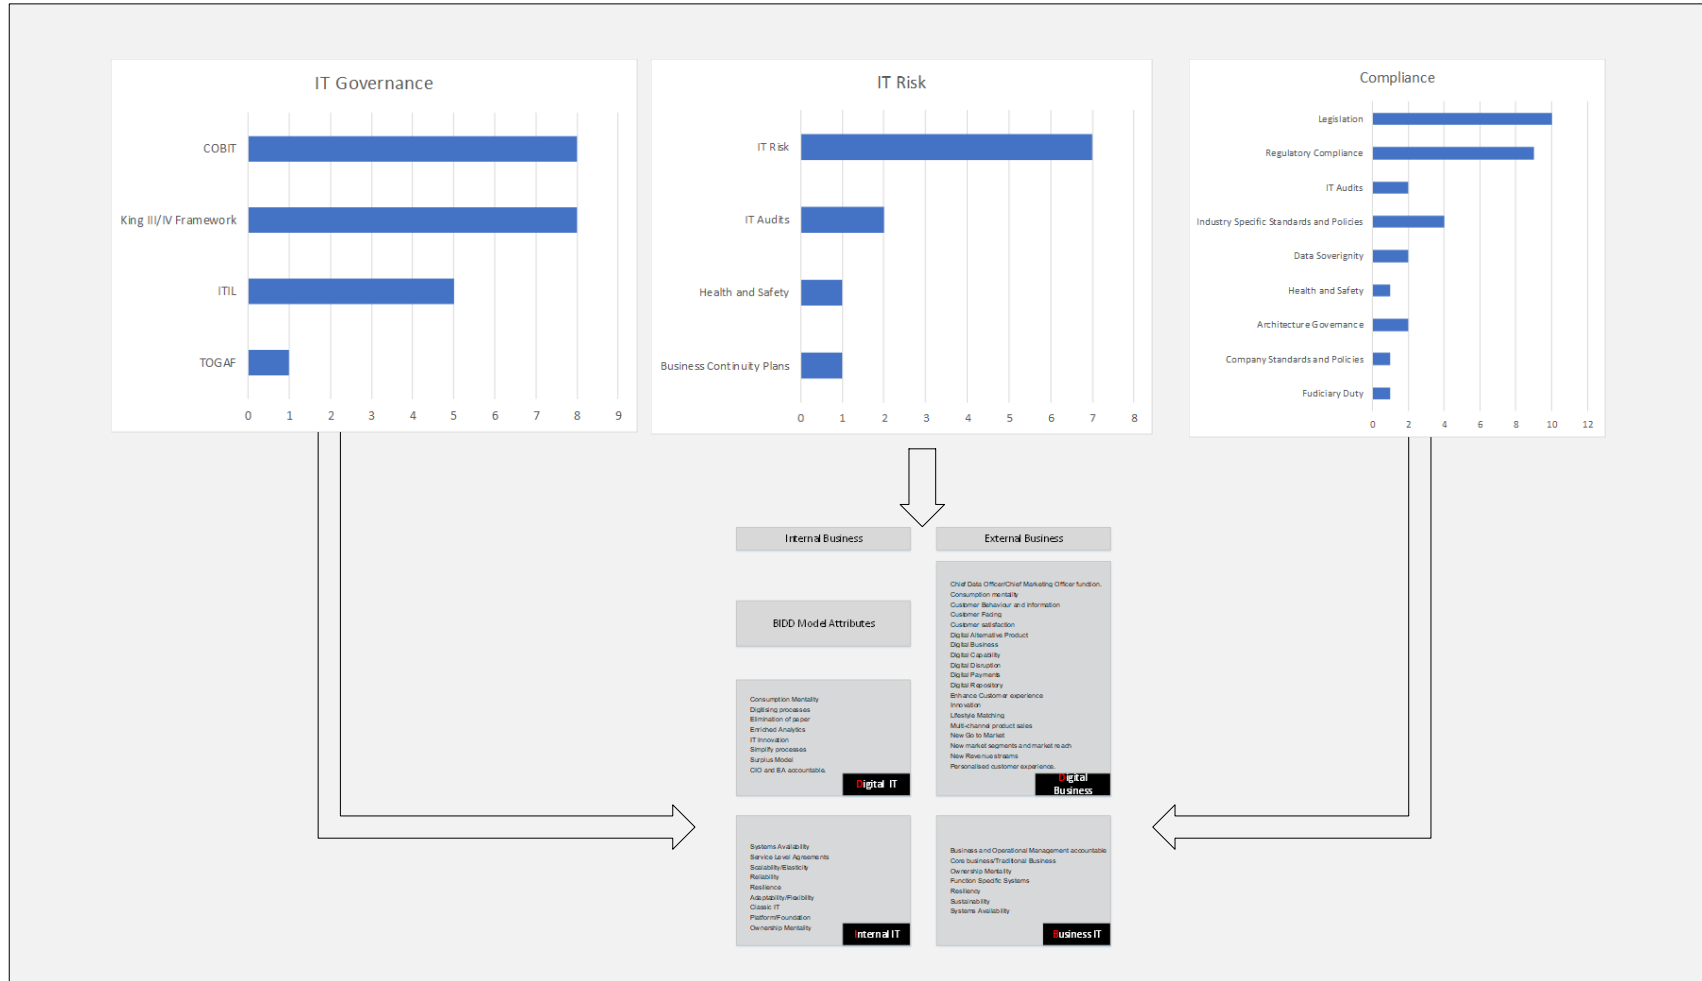 IT Governance
COBIT
King III/IV Framework
ITIL
TOGAF
0 1 2 3 4 5 6 7 8 9
IT Risk
IT Risk
IT Audits
Health and Safety
Business Continuity Plans
0 1 2 3 4 5 6 7 8
Compliance
Legislation
Regulatory Compliance
IT Audits
Industry Specific Standards and Policies
Data Soverignity
Health and Safety
Architecture Governance
Company Standards and Policies
Fudiciary Duty
0 2 4 6 8 10 12
Internal Business
External Business
BIDD Model Attributes
Chief Data Officer/Chief Marketing Officer function.
Consumption mentality
Customer Behaviour and information
Customer Facing
Customer satisfaction
Digital Alternative Product
Digital Business
Digital Capability
Digital Disruption
Digital Payments
Digital Repository
Enhance Customer experience
Innovation
Lifestyle Matching
Multi-channel product sales
New Go to Market
New market segments and market reach
New Revenue streams
Personalised customer experience.
Digital
Business
Consumption Mentality
Digitising processes
Elimination of paper
Enriched Analytics
IT Innovation
Simplify processes
Surplus Model
CIO and EA accountable.
Digital IT
Systems Availability
Service Level Agreements
Scalability/Elasticity
Reliability
Resilience
Adaptability/Flexibility
Classic IT
Platform/Foundation
Ownership Mentality
Internal IT
Business and Operational Management accountable
Core business/Traditional Business
Ownership Mentality
Function Specific Systems
Resiliency
Sustainability
Systems Availability
Business IT